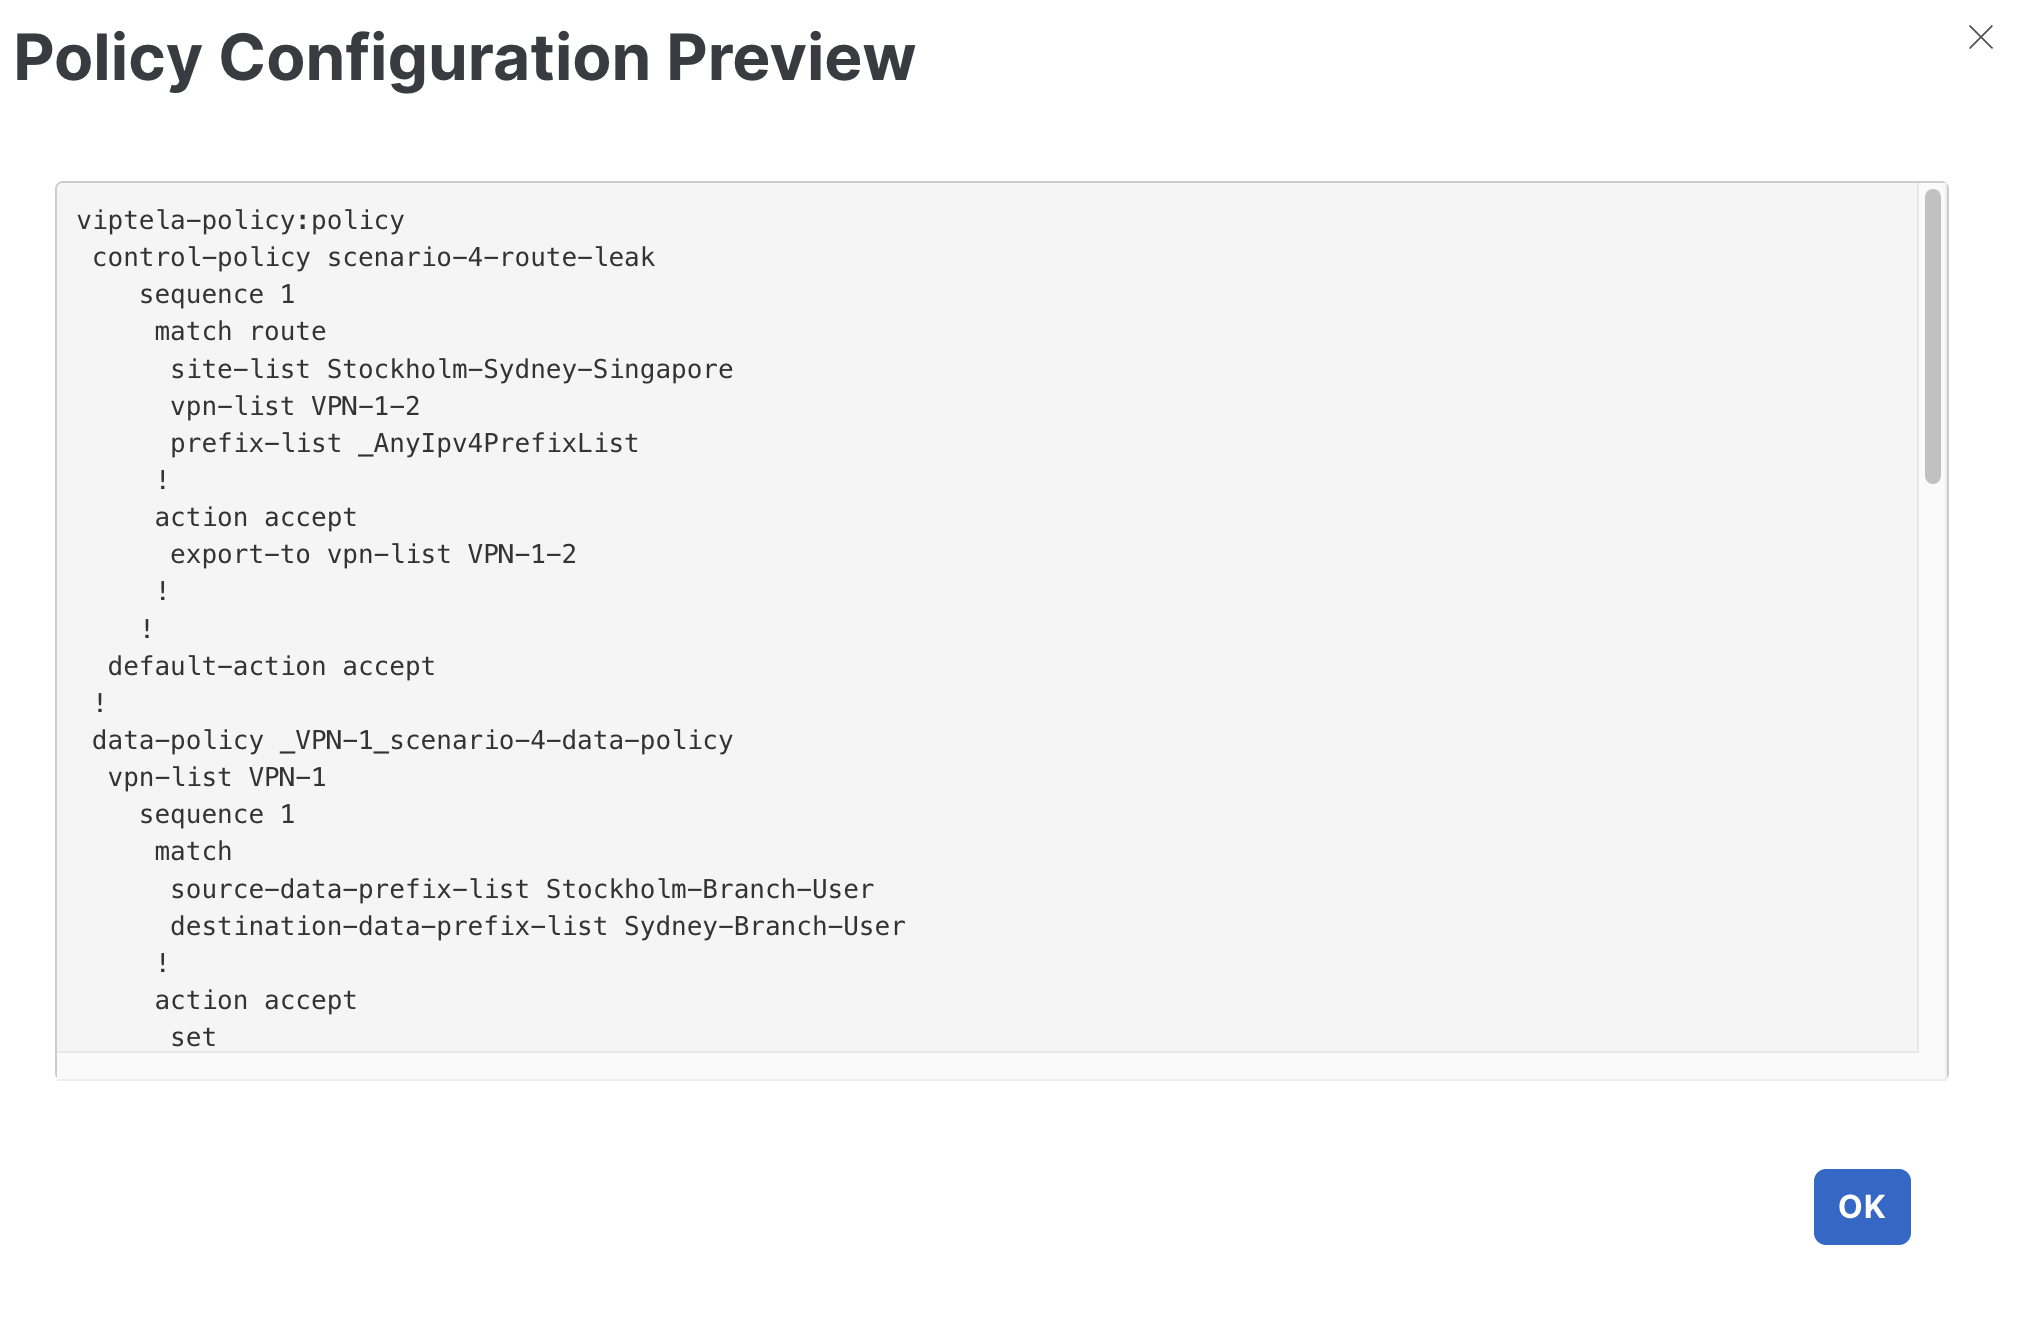 Policy Configuration Preview
viptela-policy:policy
 control-policy scenario-4-route-leak
    sequence 1
     match route
      site-list Stockholm-Sydney-Singapore
      vpn-list VPN-1-2
      prefix-list _AnyIpv4PrefixList
     !
     action accept
      export-to vpn-list VPN-1-2
     !
    !
  default-action accept
 !
 data-policy _VPN-1_scenario-4-data-policy
  vpn-list VPN-1
    sequence 1
     match
      source-data-prefix-list Stockholm-Branch-User
      destination-data-prefix-list Sydney-Branch-User
     !
     action accept
      set
OK